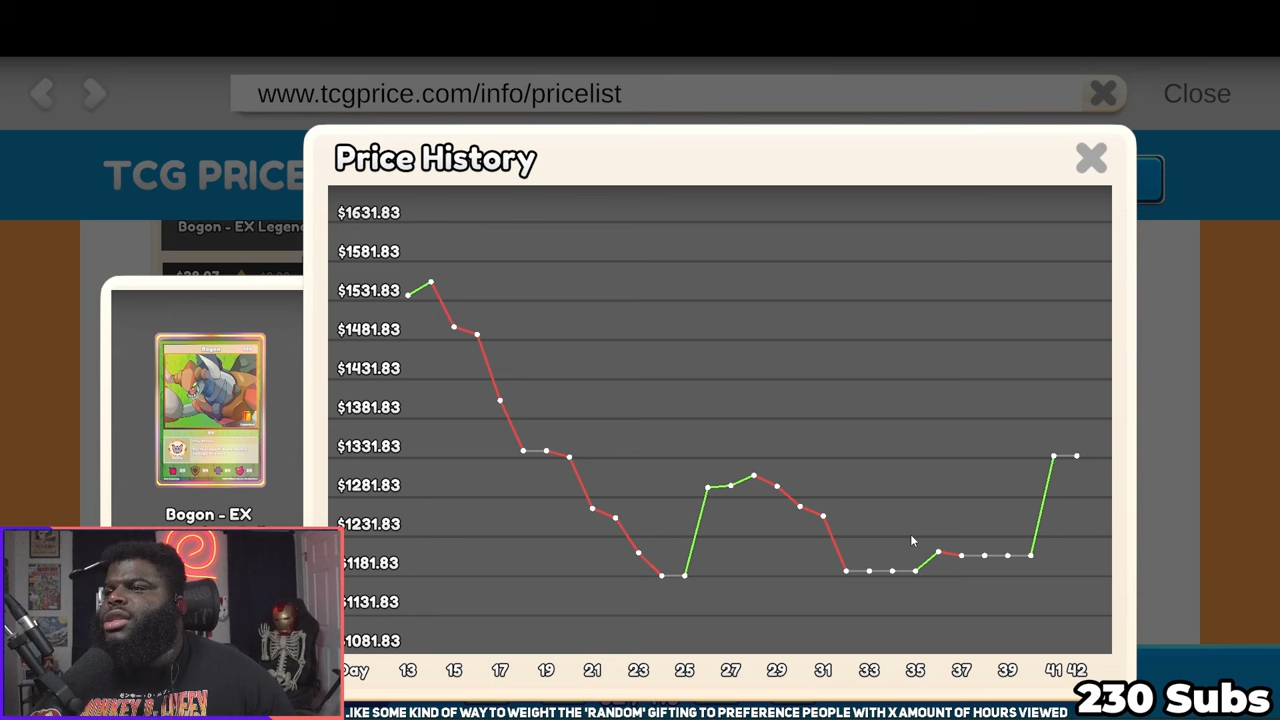 www.tcgprice.com/info/pricelist
Close
TCG PRICE
Price History
Bogon - EX Legen
$1631.83
$1581.83
$1531.83
$1481.83
$1431.83
$1381.83
$1331.83
$1281.83
$1231.83
$1181.83
$1131.83
$1081.83
Bogon
Bogon - EX
Day 13 15 17 19 21 23 25 27 29 31 33 35 37 39 41 42
230 Subs
LIKE SOME KIND OF WAY TO WEIGHT THE 'RANDOM' GIFTING TO PREFERENCE PEOPLE WITH X AMOUNT OF HOURS VIEWED